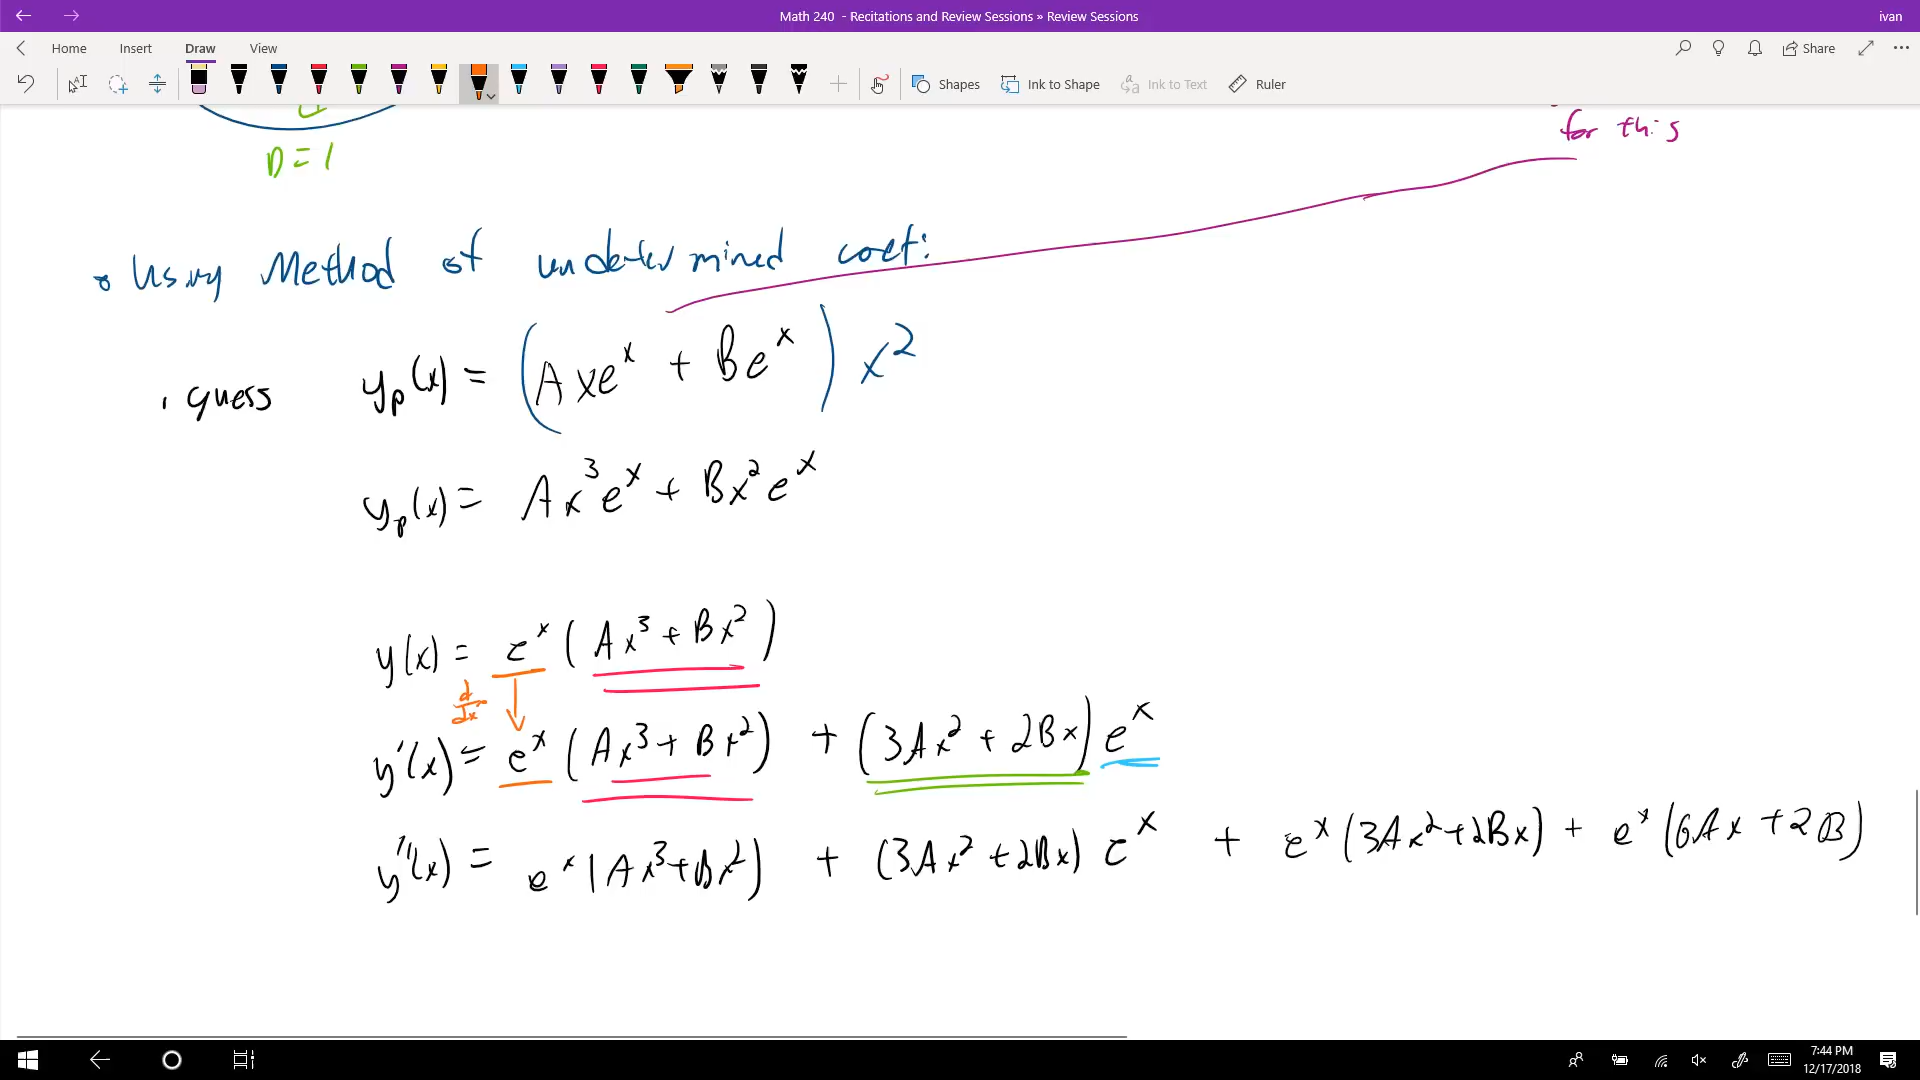 Math 240 - Recitations and Review Sessions » Review Sessions
ivan
Home Insert Draw View
Share
Shapes Ink to Shape Ink to Text Ruler
for this
D = 1
Using Method of undetermined coef:
guess y_p(x) = (Axe^x + Be^x) x^2
y_p(x) = Ax^3e^x + Bx^2e^x
y(x) = e^x (Ax^3 + Bx^2)
d/dx
y'(x) = e^x (Ax^3 + Bx^2) + (3Ax^2 + 2Bx) e^x
y''(x) = e^x (Ax^3+Bx^2) + (3Ax^2 + 2Bx) e^x + e^x (3Ax^2+2Bx) + e^x (6Ax + 2B)
7:44 PM
12/17/2018